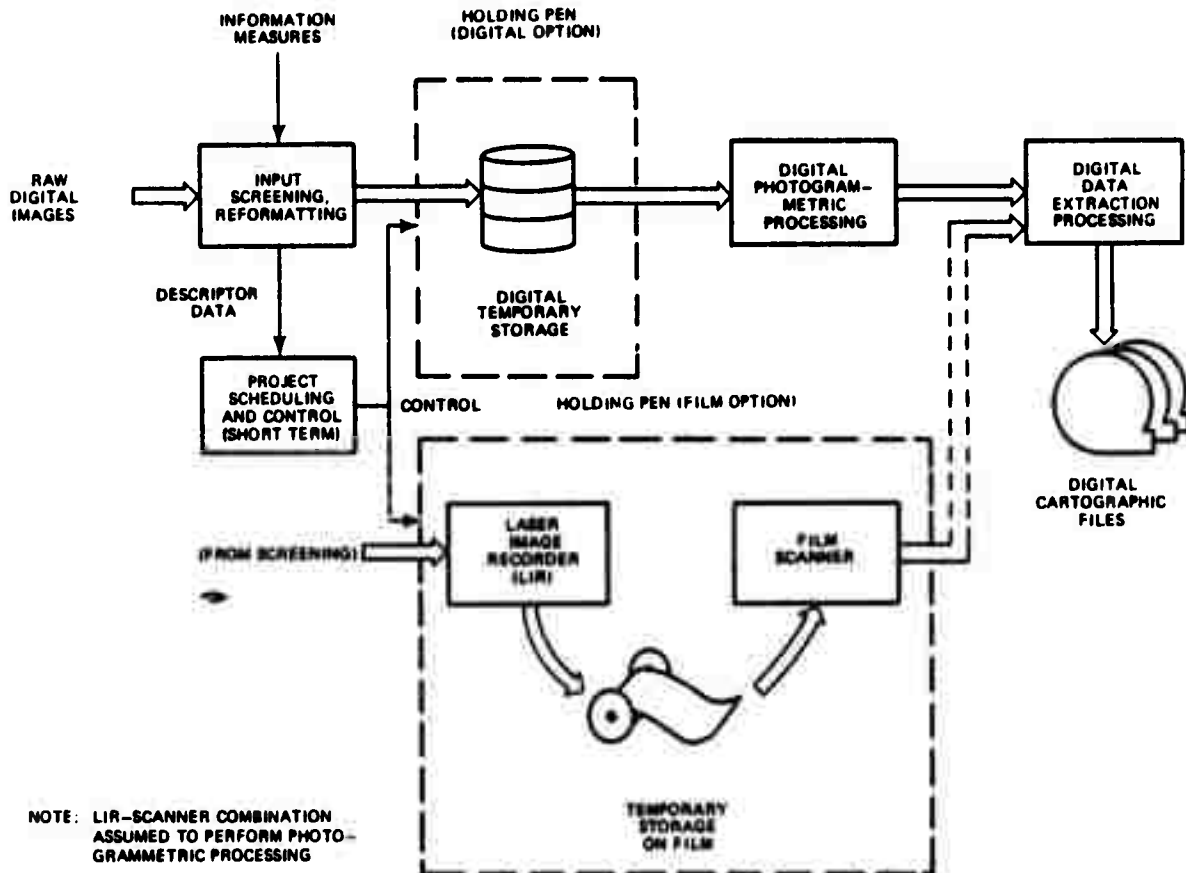 INFORMATION
MEASURES
HOLDING PEN
(DIGITAL OPTION)
RAW
DIGITAL
IMAGES
INPUT
SCREENING,
REFORMATTING
DIGITAL
TEMPORARY
STORAGE
DIGITAL
PHOTOGRAM-
METRIC
PROCESSING
DIGITAL
DATA
EXTRACTION
PROCESSING
DESCRIPTOR
DATA
PROJECT
SCHEDULING
AND CONTROL
(SHORT TERM)
CONTROL
HOLDING PEN (FILM OPTION)
DIGITAL
CARTOGRAPHIC
FILES
(FROM SCREENING)
LASER
IMAGE
RECORDER
(LIR)
FILM
SCANNER
TEMPORARY
STORAGE
ON FILM
NOTE: LIR-SCANNER COMBINATION
ASSUMED TO PERFORM PHOTO-
GRAMMETRIC PROCESSING